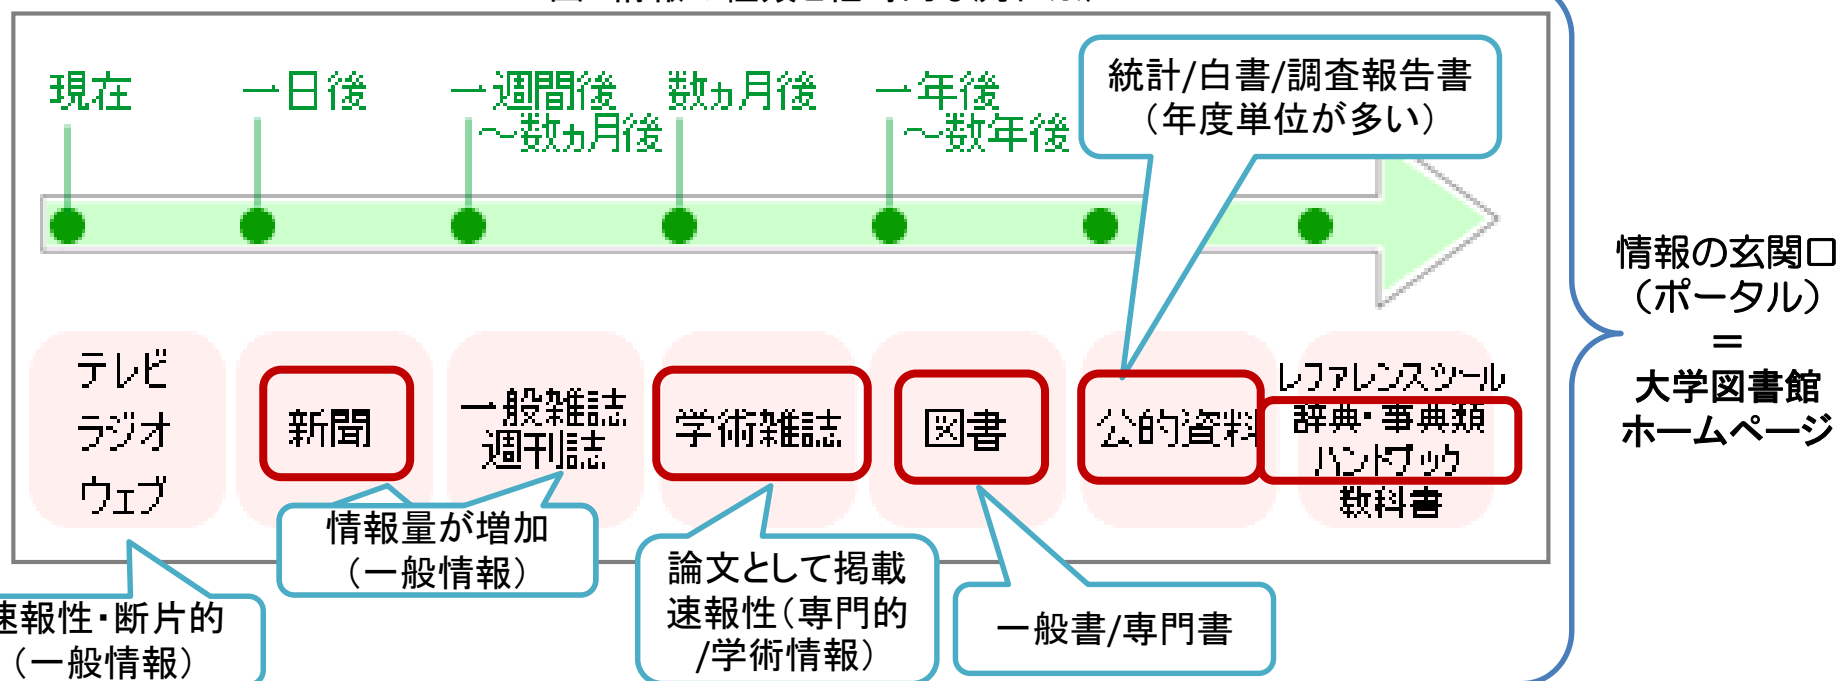 現在
一日後
一週間後
～数ヵ月後
数ヵ月後
一年後
～数年後
統計/白書/調査報告書
（年度単位が多い）
テレビ
ラジオ
ウェブ
新聞
一般雑誌
週刊誌
学術雑誌
図書
公的資料
レファレンスツール
辞典・事典類
ハンドブック
教科書
情報量が増加
（一般情報）
速報性・断片的
（一般情報）
論文として掲載
速報性（専門的
/学術情報）
一般書/専門書
情報の玄関口
（ポータル）
＝
大学図書館
ホームページ